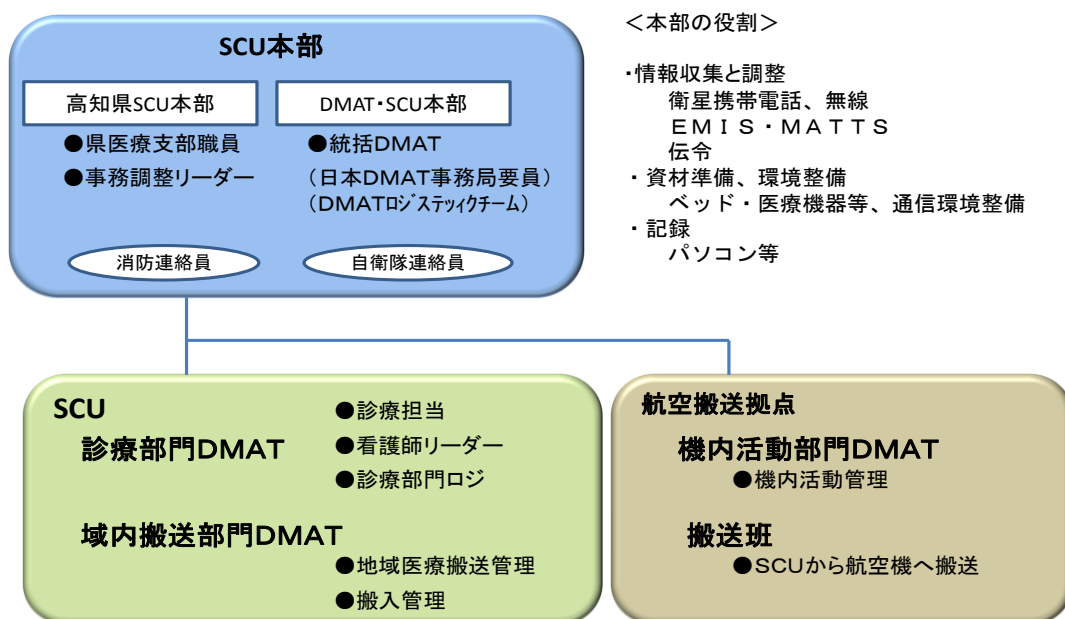 SCU本部
高知県SCU本部
●県医療支部職員
●事務調整リーダー
DMAT・SCU本部
●統括DMAT
(日本DMAT事務局要員)
(DMATロジスティックチーム)
消防連絡員
自衛隊連絡員
＜本部の役割＞
・情報収集と調整
衛星携帯電話、無線
ＥＭＩＳ・ＭＡＴＴＳ
伝令
・資材準備、環境整備
ベッド・医療機器等、通信環境整備
・記録
パソコン等
SCU
診療部門DMAT
●診療担当
●看護師リーダー
●診療部門ロジ
域内搬送部門DMAT
●地域医療搬送管理
●搬入管理
航空搬送拠点
機内活動部門DMAT
●機内活動管理
搬送班
●SCUから航空機へ搬送